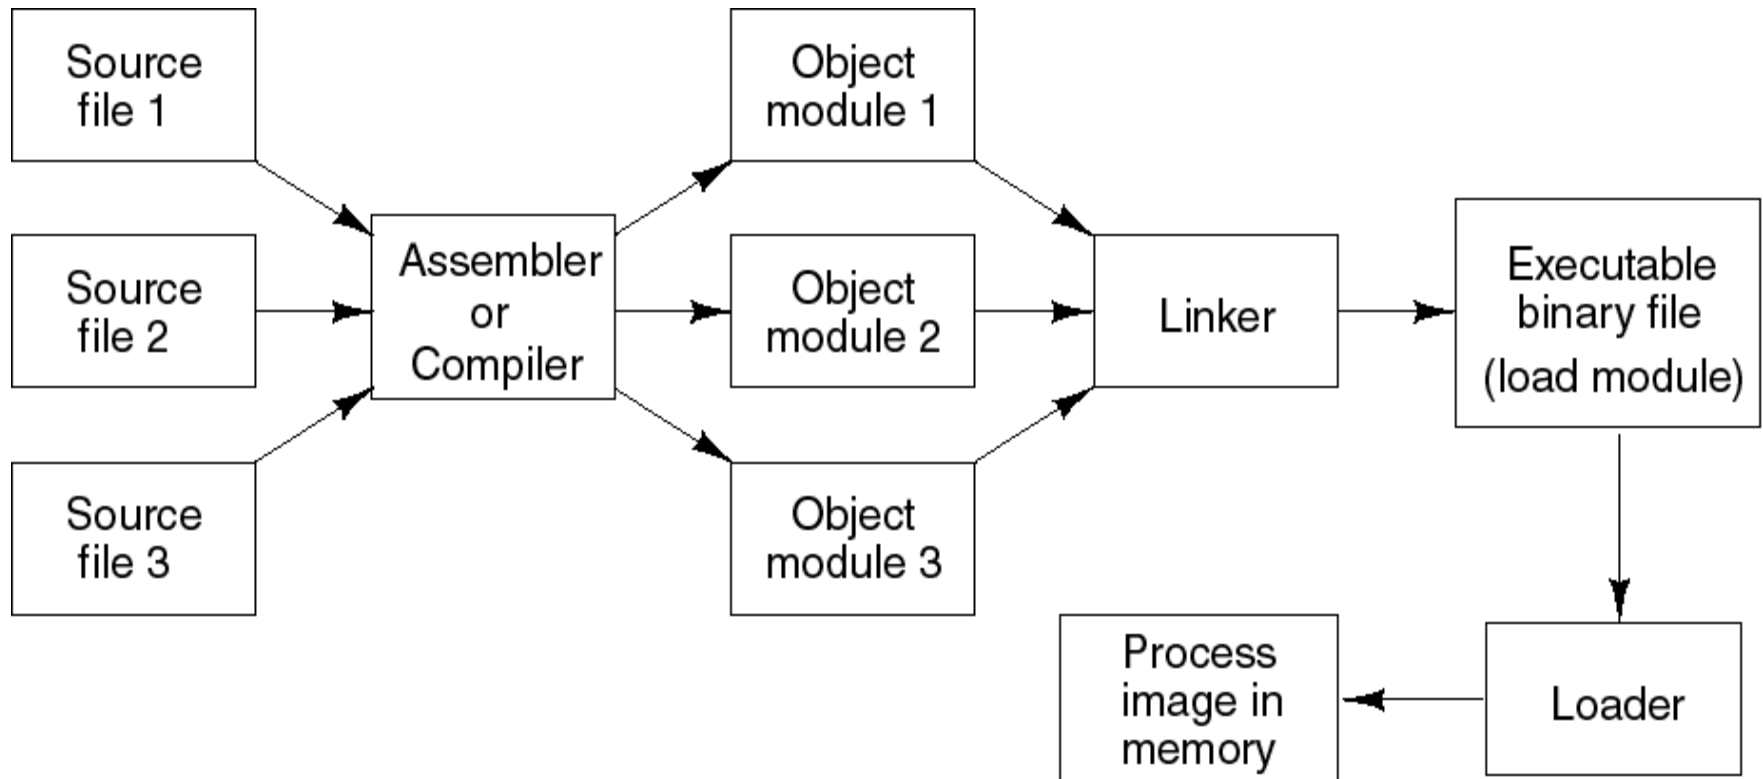 Source
file 1
Object
module 1
Source
file 2
Assembler
or
Compiler
Object
module 2
Linker
Executable
binary file
(load module)
Source
file 3
Object
module 3
Process
image in
memory
Loader